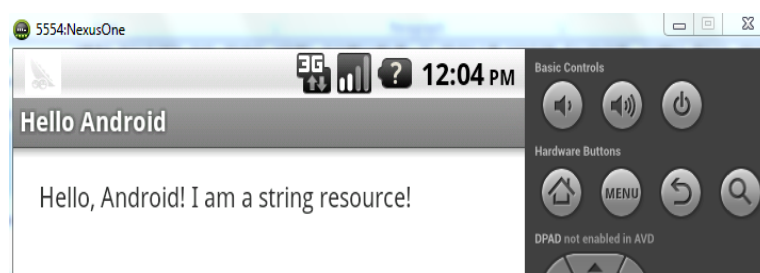 5554:NexusOne
3G
? 12:04 PM
Basic Controls
Hello Android
Hardware Buttons
MENU
Hello, Android! I am a string resource!
DPAD not enabled in AVD